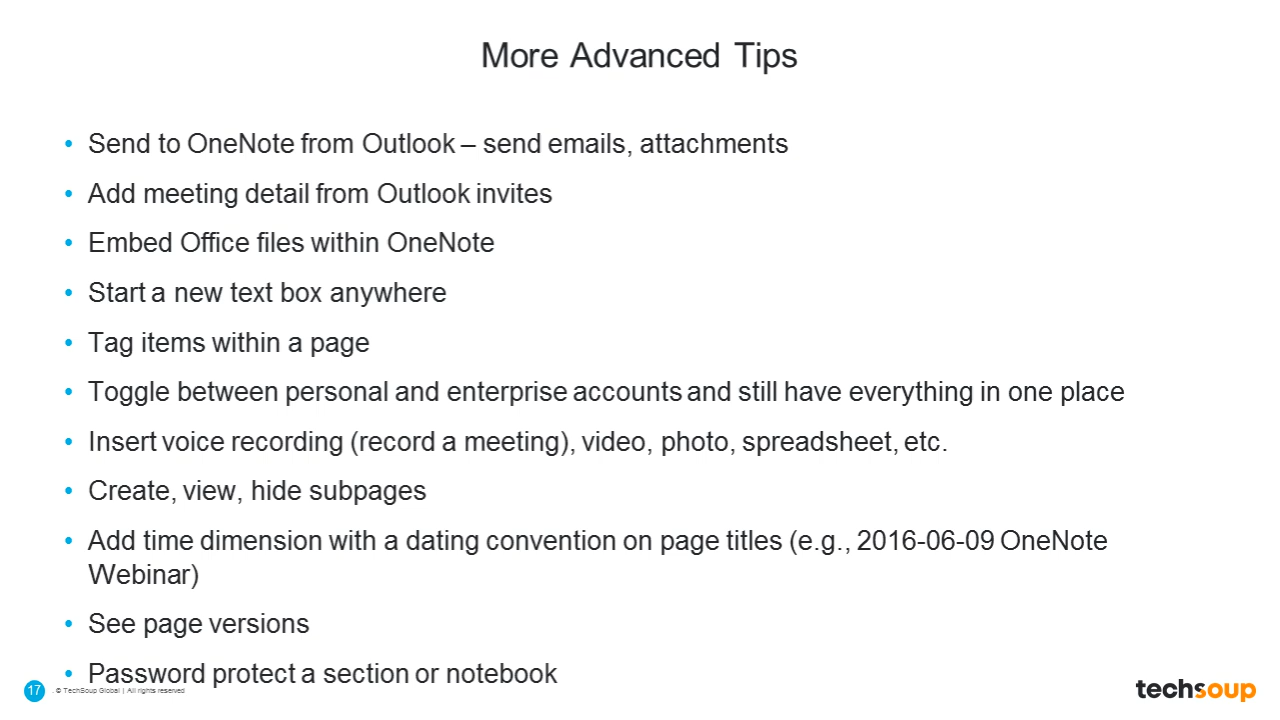 More Advanced Tips
• Send to OneNote from Outlook – send emails, attachments
• Add meeting detail from Outlook invites
• Embed Office files within OneNote
• Start a new text box anywhere
• Tag items within a page
• Toggle between personal and enterprise accounts and still have everything in one place
• Insert voice recording (record a meeting), video, photo, spreadsheet, etc.
• Create, view, hide subpages
• Add time dimension with a dating convention on page titles (e.g., 2016-06-09 OneNote
Webinar)
• See page versions
• Password protect a section or notebook
17 . © TechSoup Global | All rights reserved
techsoup